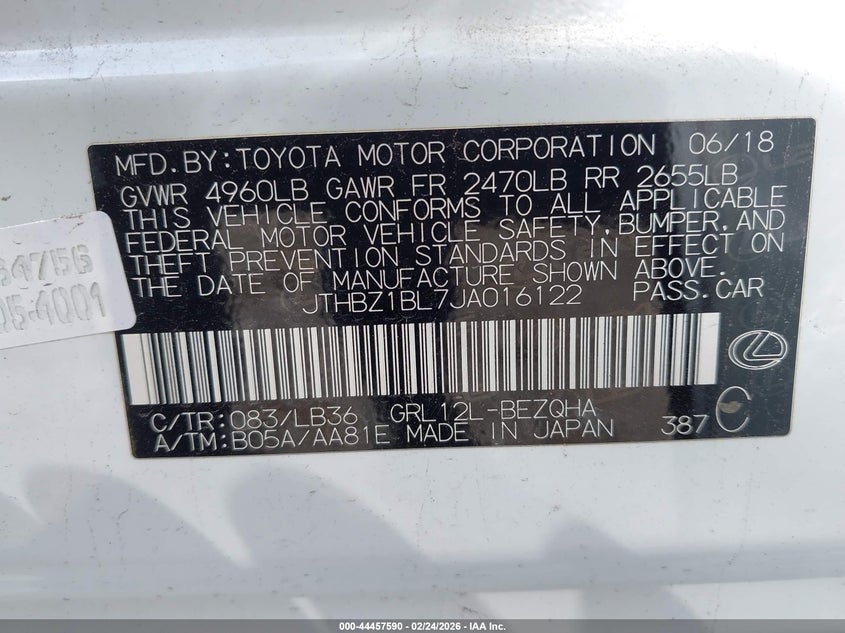 MFD.BY:TOYOTA MOTOR CORPORATION 06/18
GVWR 4960LB GAWR FR 2470LB RR 2655LB
THIS VEHICLE CONFORMS TO ALL APPLICABLE
FEDERAL MOTOR VEHICLE SAFETY,BUMPER,AND
THEFT PREVENTION STANDARDS IN EFFECT ON
THE DATE OF MANUFACTURE SHOWN ABOVE.
JTHBZ1BL7JA016122 PASS.CAR
C/TR:083/LB36 GRL12L-BEZQHA
A/TM:B05A/AA81E MADE IN JAPAN 387 C
000-44457590 - 02/24/2026 - IAA Inc.